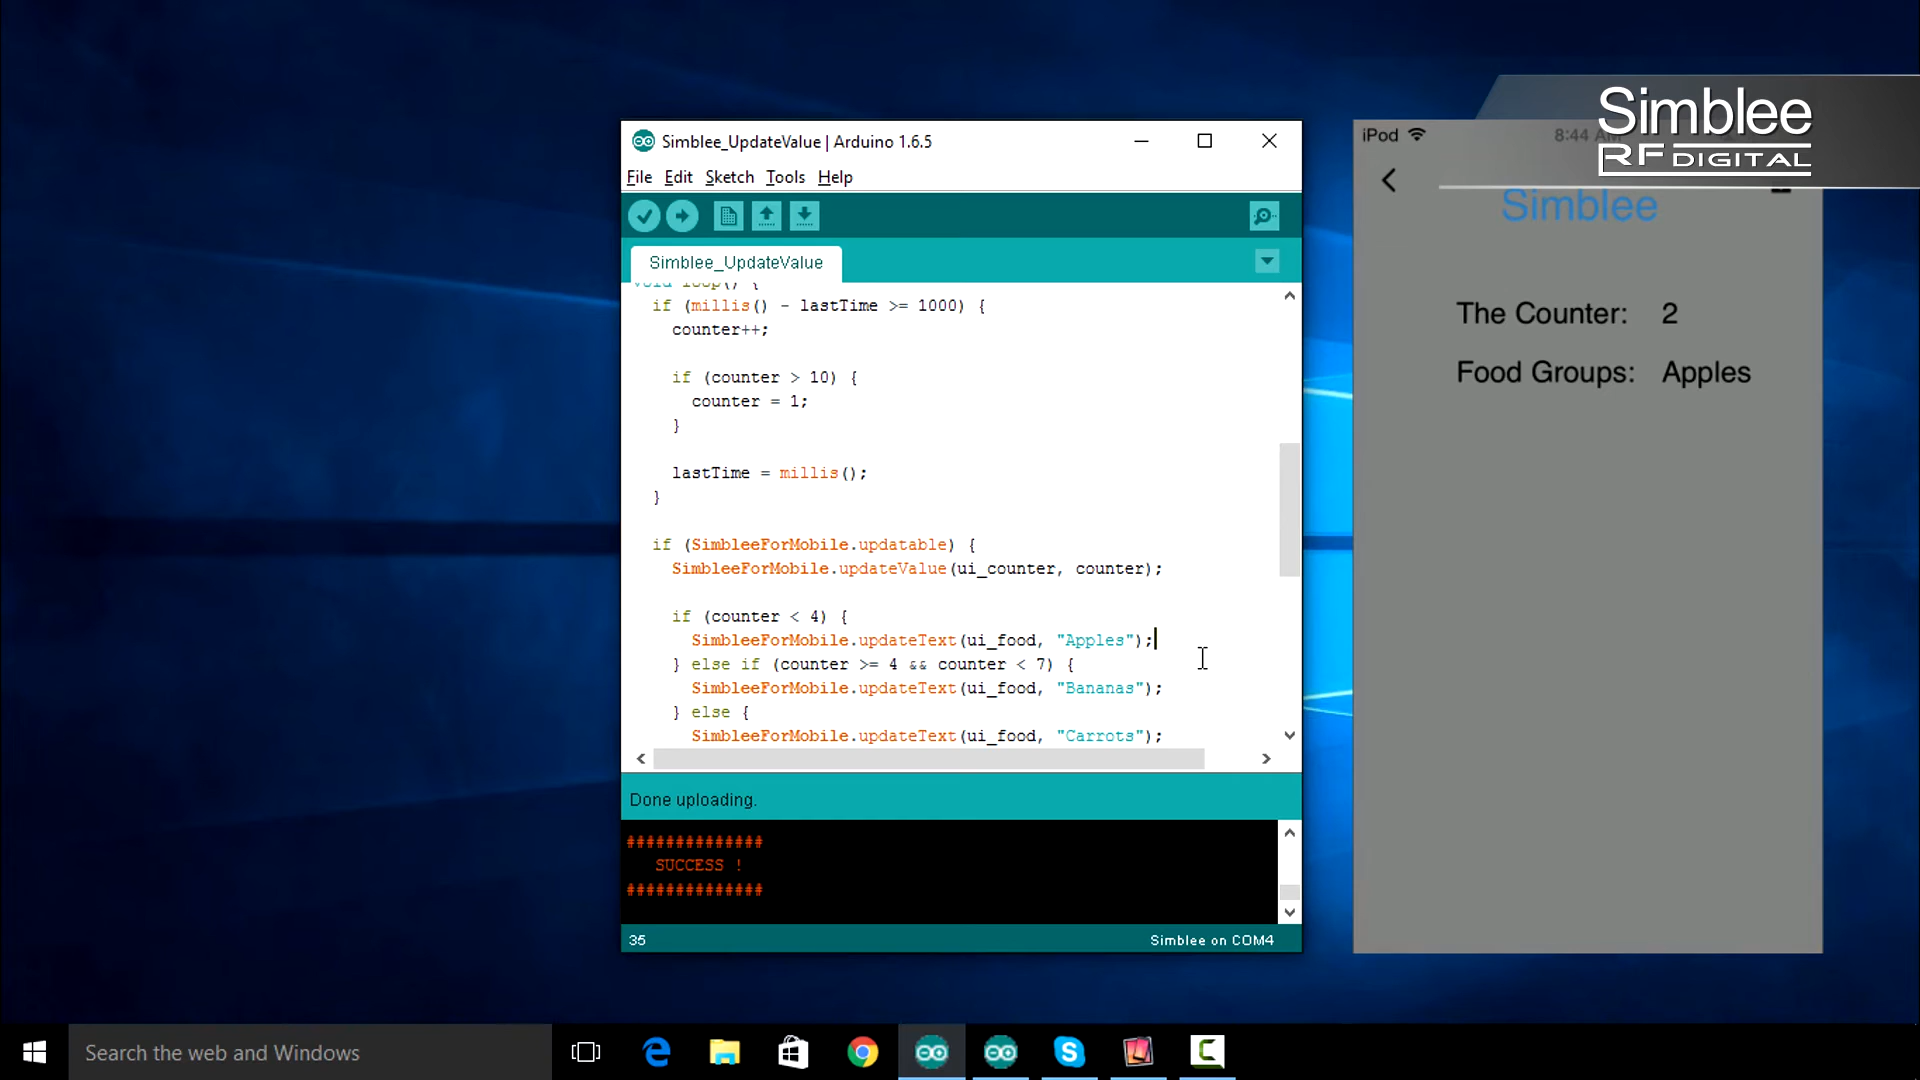 Simblee
RF DIGITAL
Simblee_UpdateValue | Arduino 1.6.5
File Edit Sketch Tools Help
Simblee_UpdateValue
void loop() {
if (millis() - lastTime >= 1000) {
counter++;
if (counter > 10) {
counter = 1;
}
lastTime = millis();
}
if (SimbleeForMobile.updatable) {
SimbleeForMobile.updateValue(ui_counter, counter);
if (counter < 4) {
SimbleeForMobile.updateText(ui_food, "Apples");
} else if (counter >= 4 && counter < 7) {
SimbleeForMobile.updateText(ui_food, "Bananas");
} else {
SimbleeForMobile.updateText(ui_food, "Carrots");
Done uploading.
##############
SUCCESS !
##############
35
Simblee on COM4
iPod 8:44 A
Simblee
The Counter: 2
Food Groups: Apples
Search the web and Windows